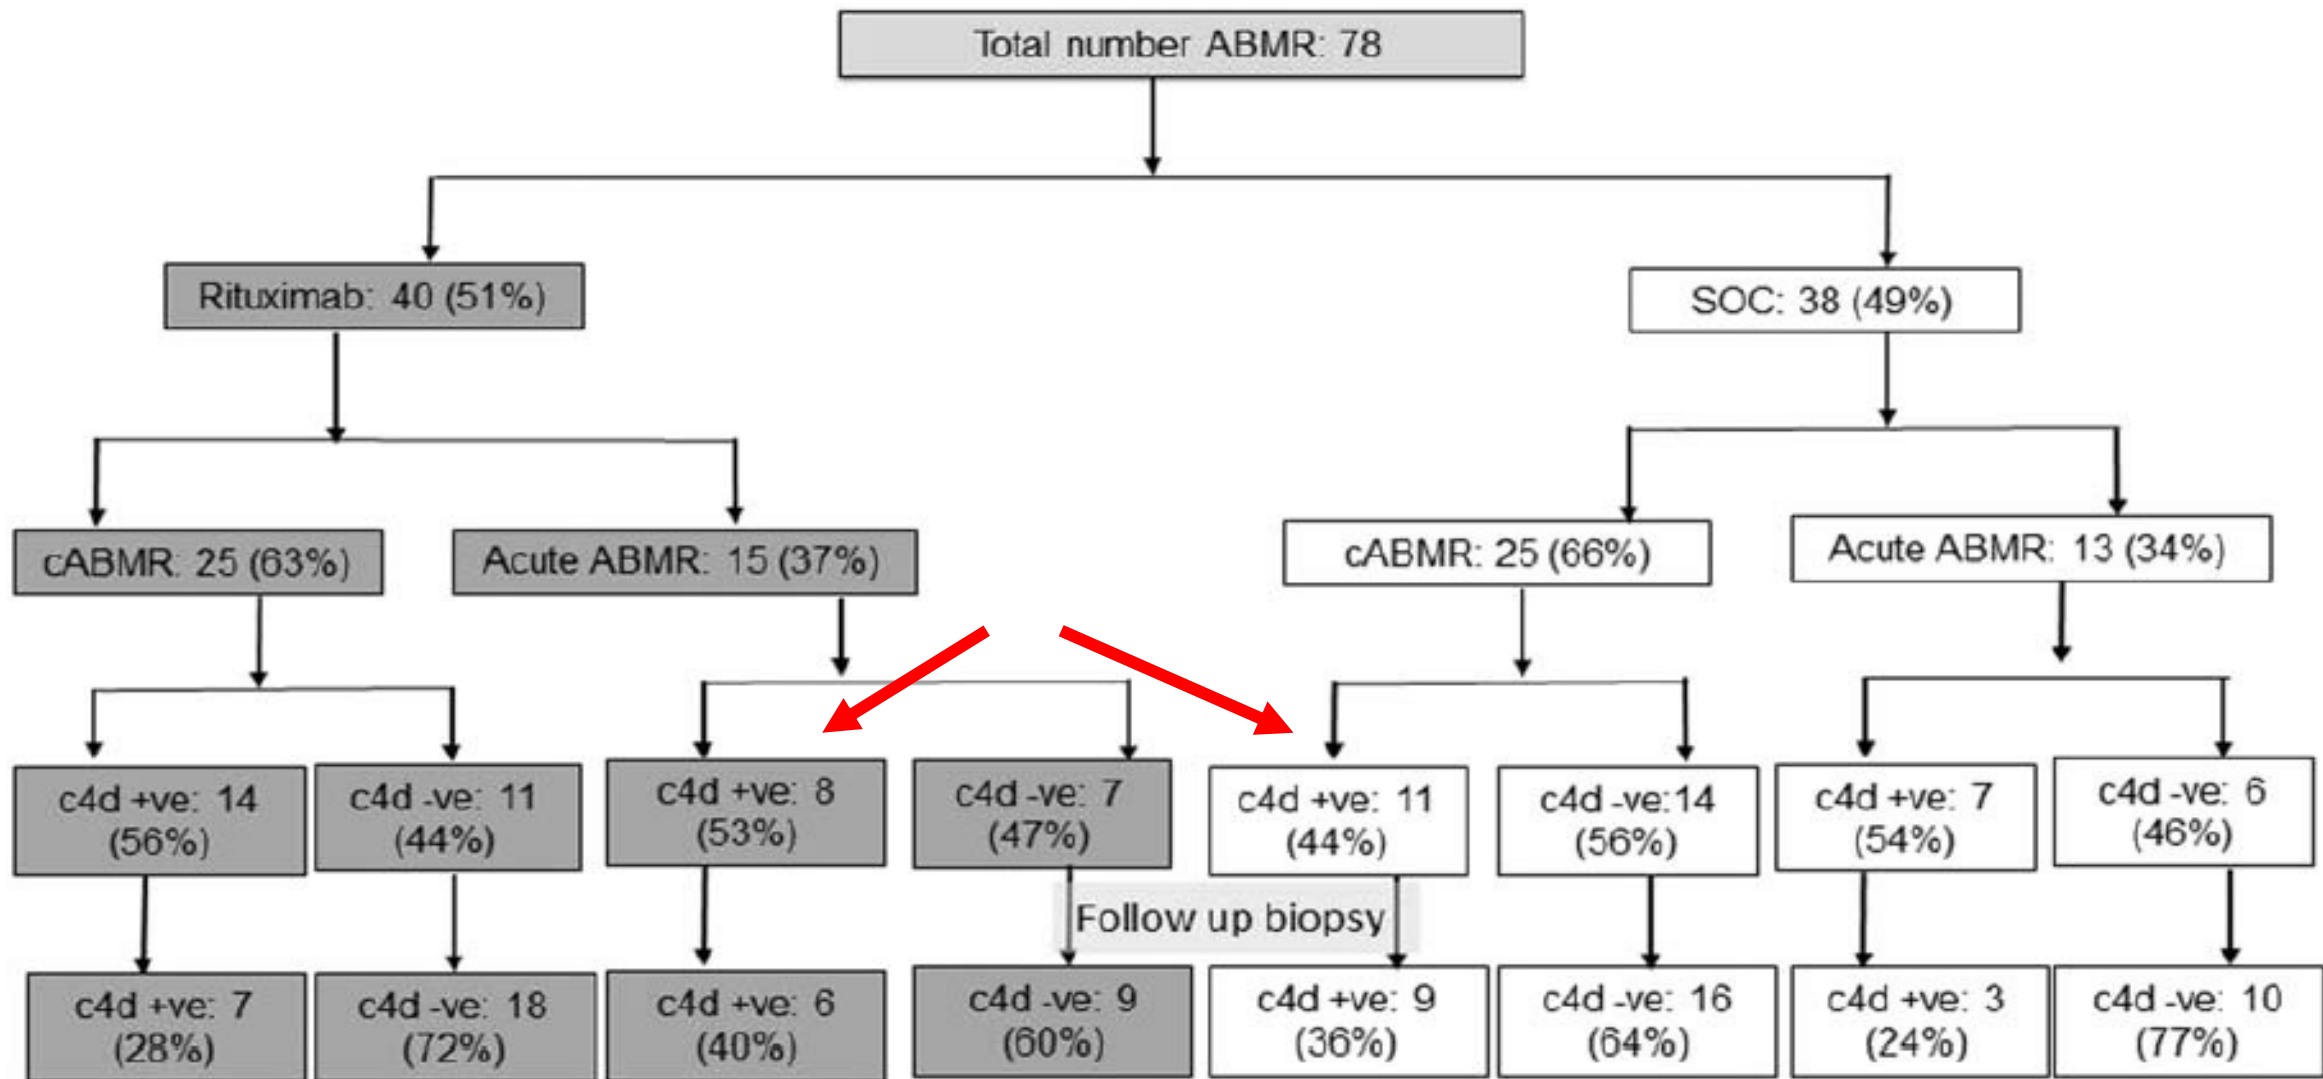 Total number ABMR: 78
Rituximab: 40 (51%)
SOC: 38 (49%)
cABMR: 25 (63%)
Acute ABMR: 15 (37%)
cABMR: 25 (66%)
Acute ABMR: 13 (34%)
c4d +ve: 14
(56%)
c4d -ve: 11
(44%)
c4d +ve: 8
(53%)
c4d -ve: 7
(47%)
c4d +ve: 11
(44%)
c4d -ve:14
(56%)
c4d +ve: 7
(54%)
c4d -ve: 6
(46%)
Follow up biopsy
c4d +ve: 7
(28%)
c4d -ve: 18
(72%)
c4d +ve: 6
(40%)
c4d -ve: 9
(60%)
c4d +ve: 9
(36%)
c4d -ve: 16
(64%)
c4d +ve: 3
(24%)
c4d -ve: 10
(77%)